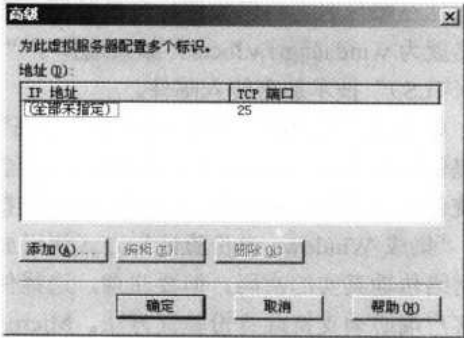 高级
为此虚拟服务器配置多个标识。
地址(D):
IP 地址 TCP 端口
(全部未指定) 25
添加(A)... 编辑(E) 删除(R)
确定 取消 帮助(H)